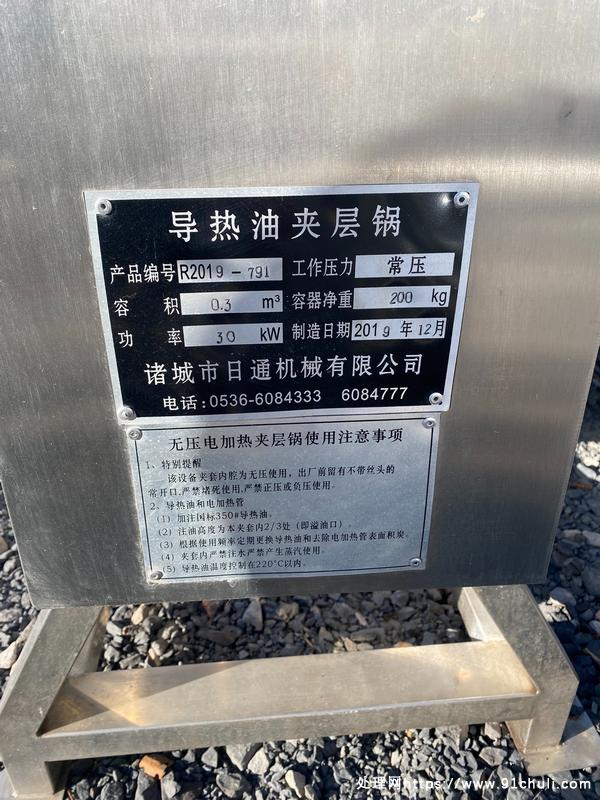 导热油夹层锅
产品编号 R2019-791 工作压力 常压
容积 0.3 m³ 容器净重 200 kg
功率 30 kW 制造日期 2019年12月
诸城市日通机械有限公司
电话:0536-6084333 6084777
无压电加热夹层锅使用注意事项
1、特别提醒
该设备夹套内腔为无压使用，出厂前留有不带丝头的
常开口,严禁堵死使用,严禁正压或负压使用。
2、导热油和电加热管
(1) 加注国标350#导热油。
(2) 注油高度为本夹套内2/3处（即溢油口）.
(3) 根据使用频率定期更换导热油和去除电加热管表面积炭。
(4) 夹套内严禁注水严禁产生蒸汽使用。
(5) 导热油温度控制在220°C以内。
处理网https://www.91chuli.com